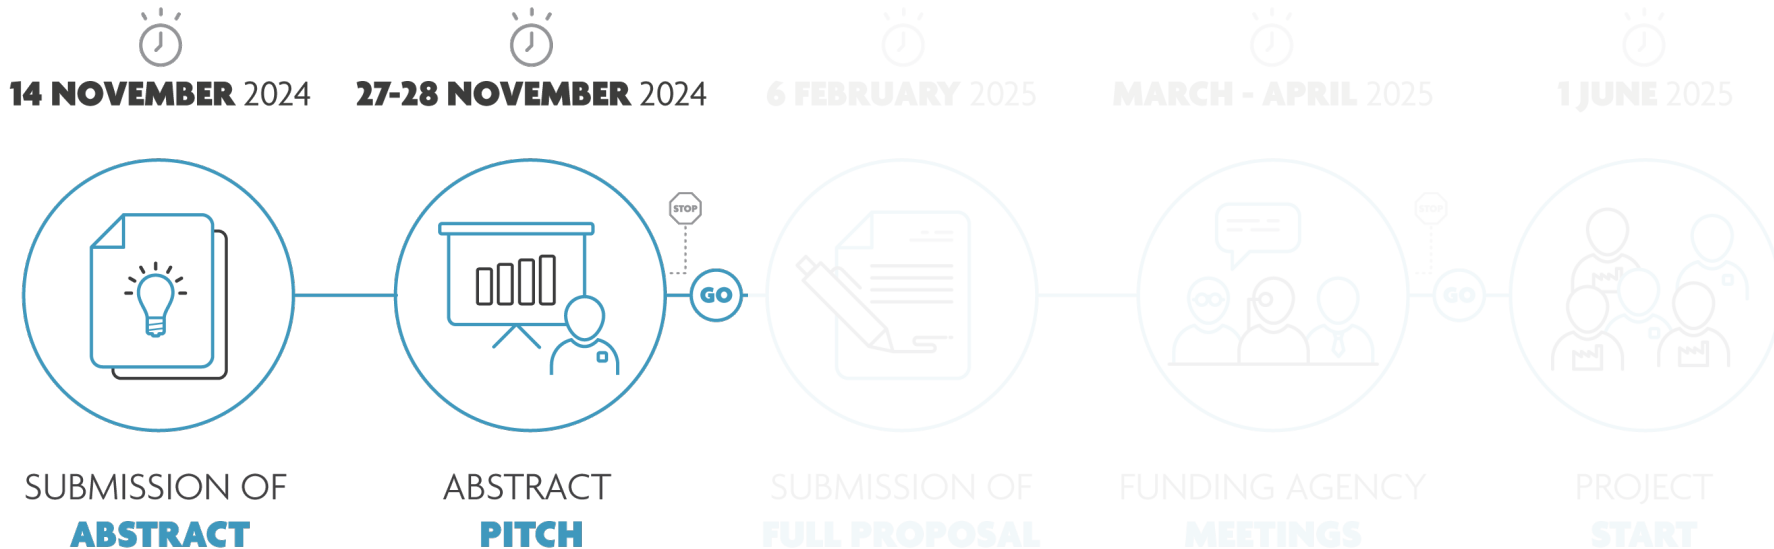 14 NOVEMBER 2024
27-28 NOVEMBER 2024
6 FEBRUARY 2025
MARCH - APRIL 2025
1 JUNE 2025
STOP
GO
STOP
GO
SUBMISSION OF
ABSTRACT
ABSTRACT
PITCH
SUBMISSION OF
FULL PROPOSAL
FUNDING AGENCY
MEETINGS
PROJECT
START